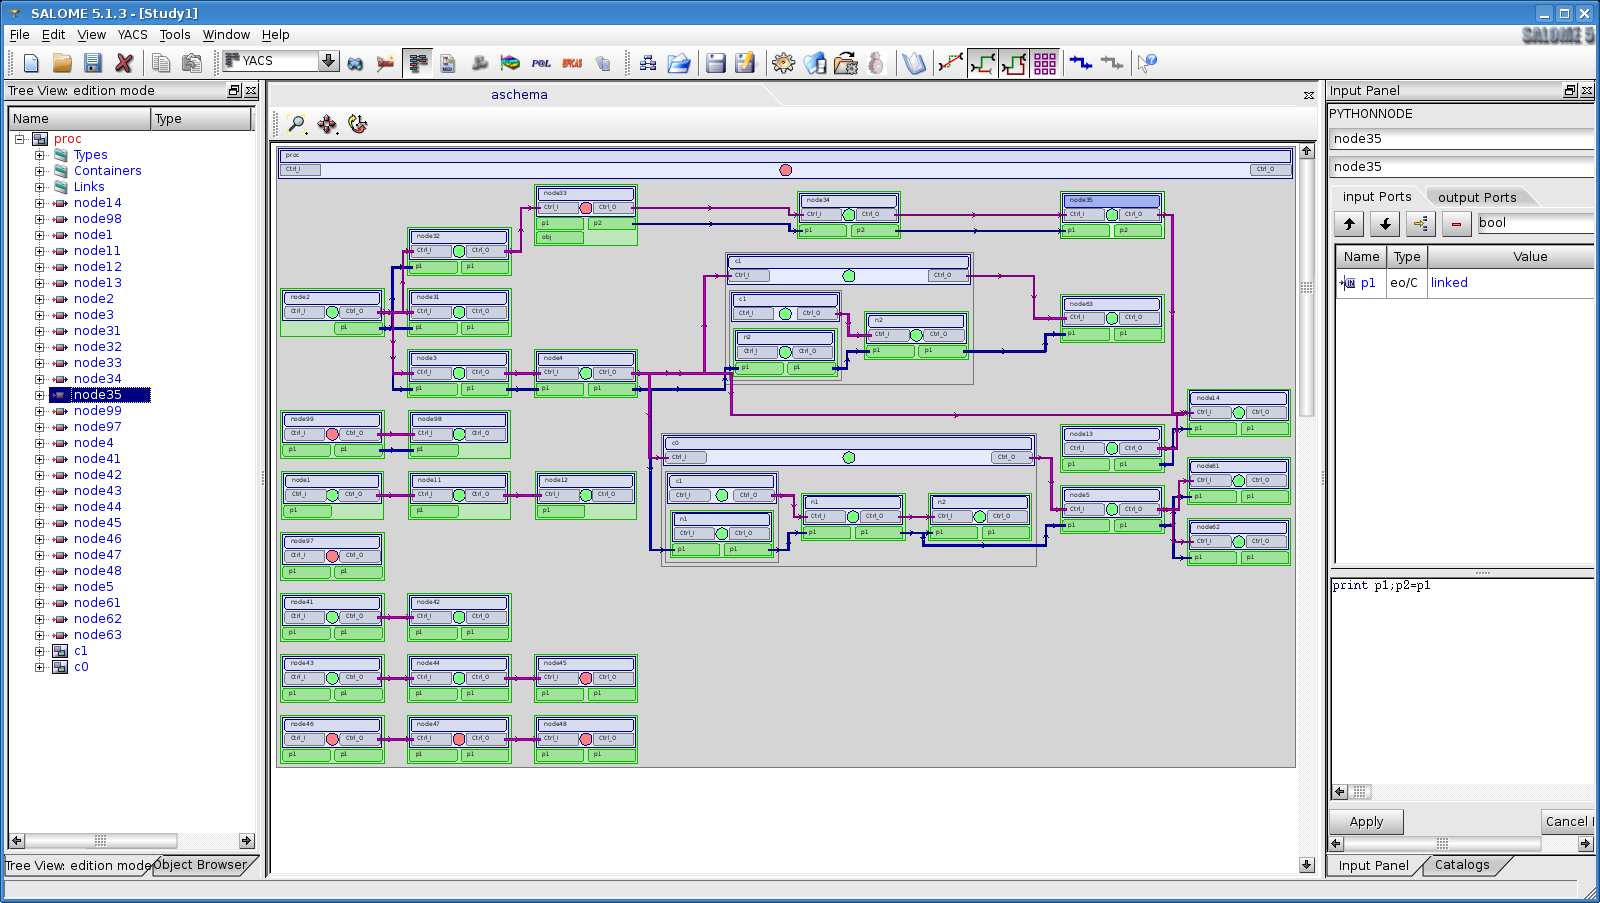 SALOME 5.1.3 - [Study1]
File Edit View YACS Tools Window Help
SALOME 5
YACS
POL
Tree View: edition mode
Name Type
proc
Types
Containers
Links
node14
node98
node1
node11
node12
node13
node2
node3
node31
node32
node33
node34
node35
node99
node97
node4
node41
node42
node43
node44
node45
node46
node47
node48
node5
node61
node62
node63
c1
c0
Tree View: edition mode Object Browser
aschema
proc
Ctrl_I Ctrl_O
node33
Ctrl_I Ctrl_O
p1 p2
obj
node34
Ctrl_I Ctrl_O
p1 p2
node35
Ctrl_I Ctrl_O
p1 p2
node32
Ctrl_I Ctrl_O
p1 p1
node2
Ctrl_I Ctrl_O
p1
node31
Ctrl_I Ctrl_O
p1 p1
c1
Ctrl_I Ctrl_O
c1
Ctrl_I Ctrl_O
n2
Ctrl_I Ctrl_O
p1 p1
n2
Ctrl_I Ctrl_O
p1 p1
node63
Ctrl_I Ctrl_O
p1 p1
node3
Ctrl_I Ctrl_O
p1 p1
node4
Ctrl_I Ctrl_O
p1 p1
node14
Ctrl_I Ctrl_O
p1 p1
node99
Ctrl_I Ctrl_O
p1 p1
node98
Ctrl_I Ctrl_O
p1
node13
Ctrl_I Ctrl_O
p1 p1
c0
Ctrl_I Ctrl_O
c1
Ctrl_I Ctrl_O
n1
Ctrl_I Ctrl_O
p1 p1
n1
Ctrl_I Ctrl_O
p1 p1
n2
Ctrl_I Ctrl_O
p1 p1
node61
Ctrl_I Ctrl_O
p1 p1
node5
Ctrl_I Ctrl_O
p1 p1
node62
Ctrl_I Ctrl_O
p1 p1
node1
Ctrl_I Ctrl_O
p1
node11
Ctrl_I Ctrl_O
p1
node12
Ctrl_I Ctrl_O
p1
node97
Ctrl_I Ctrl_O
p1 p1
node41
Ctrl_I Ctrl_O
p1 p1
node42
Ctrl_I Ctrl_O
p1 p1
node43
Ctrl_I Ctrl_O
p1 p1
node44
Ctrl_I Ctrl_O
p1 p1
node45
Ctrl_I Ctrl_O
p1 p1
node46
Ctrl_I Ctrl_O
p1 p1
node47
Ctrl_I Ctrl_O
p1 p1
node48
Ctrl_I Ctrl_O
p1 p1
Input Panel
PYTHONNODE
node35
node35
input Ports output Ports
bool
Name Type Value
p1 eo/C linked
print p1;p2=p1
Apply Cancel
Input Panel Catalogs